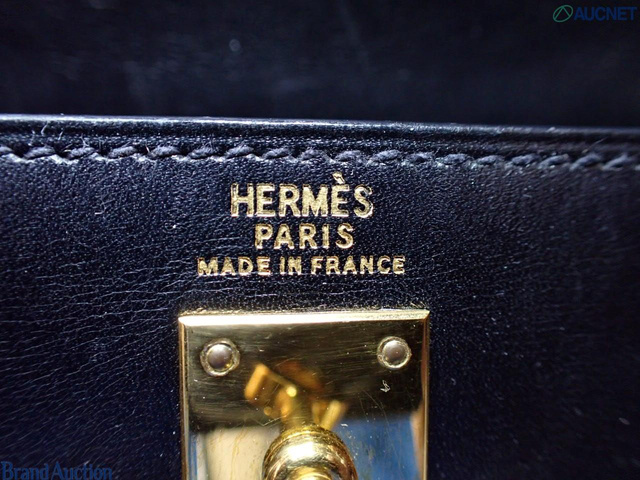 AUCNET
HERMÈS
PARIS
MADE IN FRANCE
Brand Auction